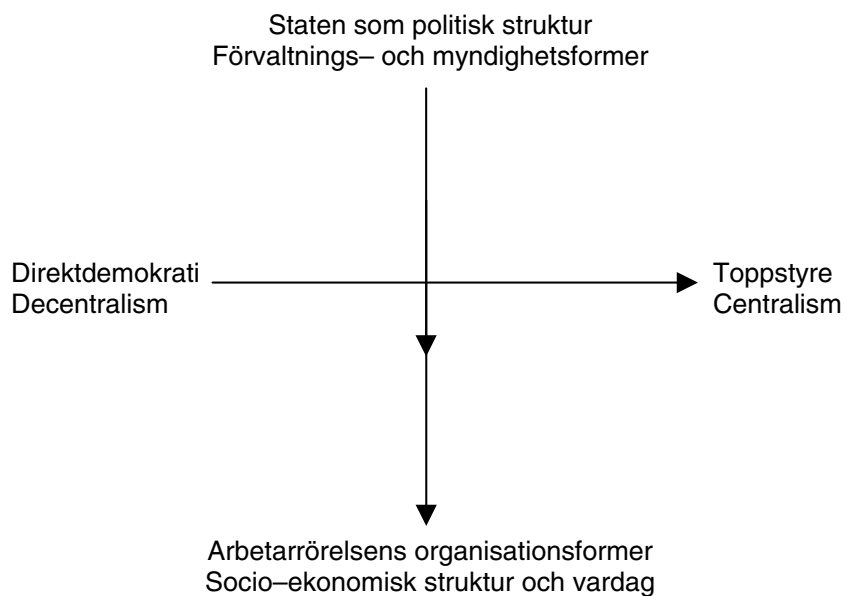 Staten som politisk struktur
Förvaltnings– och myndighetsformer
Direktdemokrati
Decentralism
Toppstyre
Centralism
Arbetarrörelsens organisationsformer
Socio–ekonomisk struktur och vardag